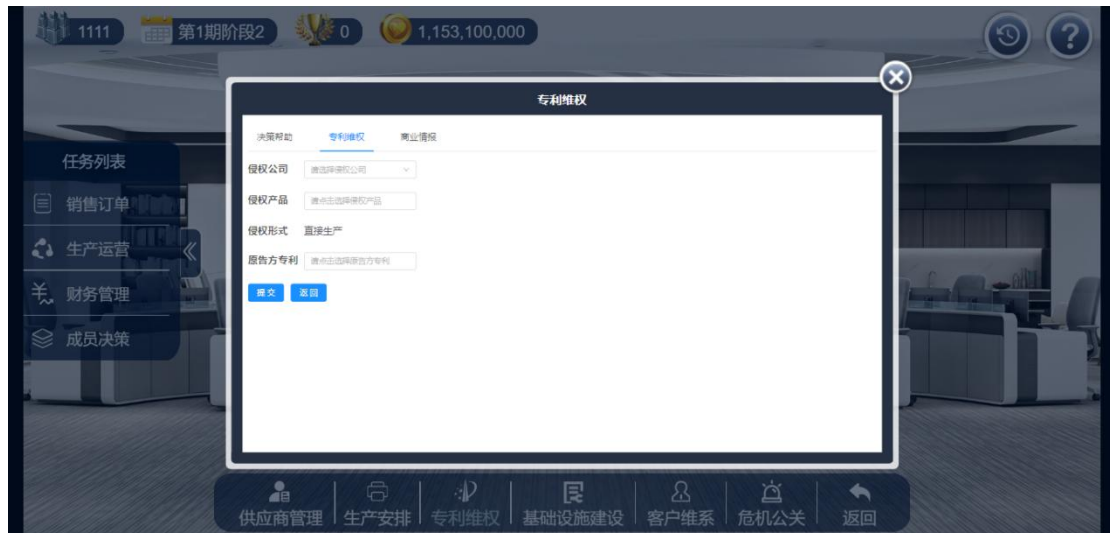 1111 第1期阶段2 0 1,153,100,000
?
专利维权
决策帮助 专利维权 商业情报
侵权公司 请选择侵权公司
侵权产品 请点击选择侵权产品
侵权形式 直接生产
原告方专利 请点击选择原告方专利
提交 返回
任务列表
销售订单
生产运营
财务管理
成员决策
供应商管理 生产安排 专利维权 基础设施建设 客户维系 危机公关 返回